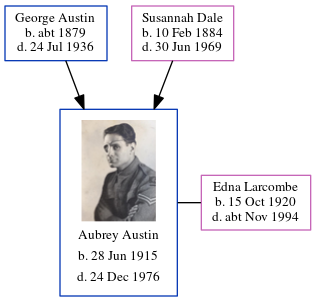 George Austin
b. abt 1879
d. 24 Jul 1936
Susannah Dale
b. 10 Feb 1884
d. 30 Jun 1969
Aubrey Austin
b. 28 Jun 1915
d. 24 Dec 1976
Edna Larcombe
b. 15 Oct 1920
d. abt Nov 1994